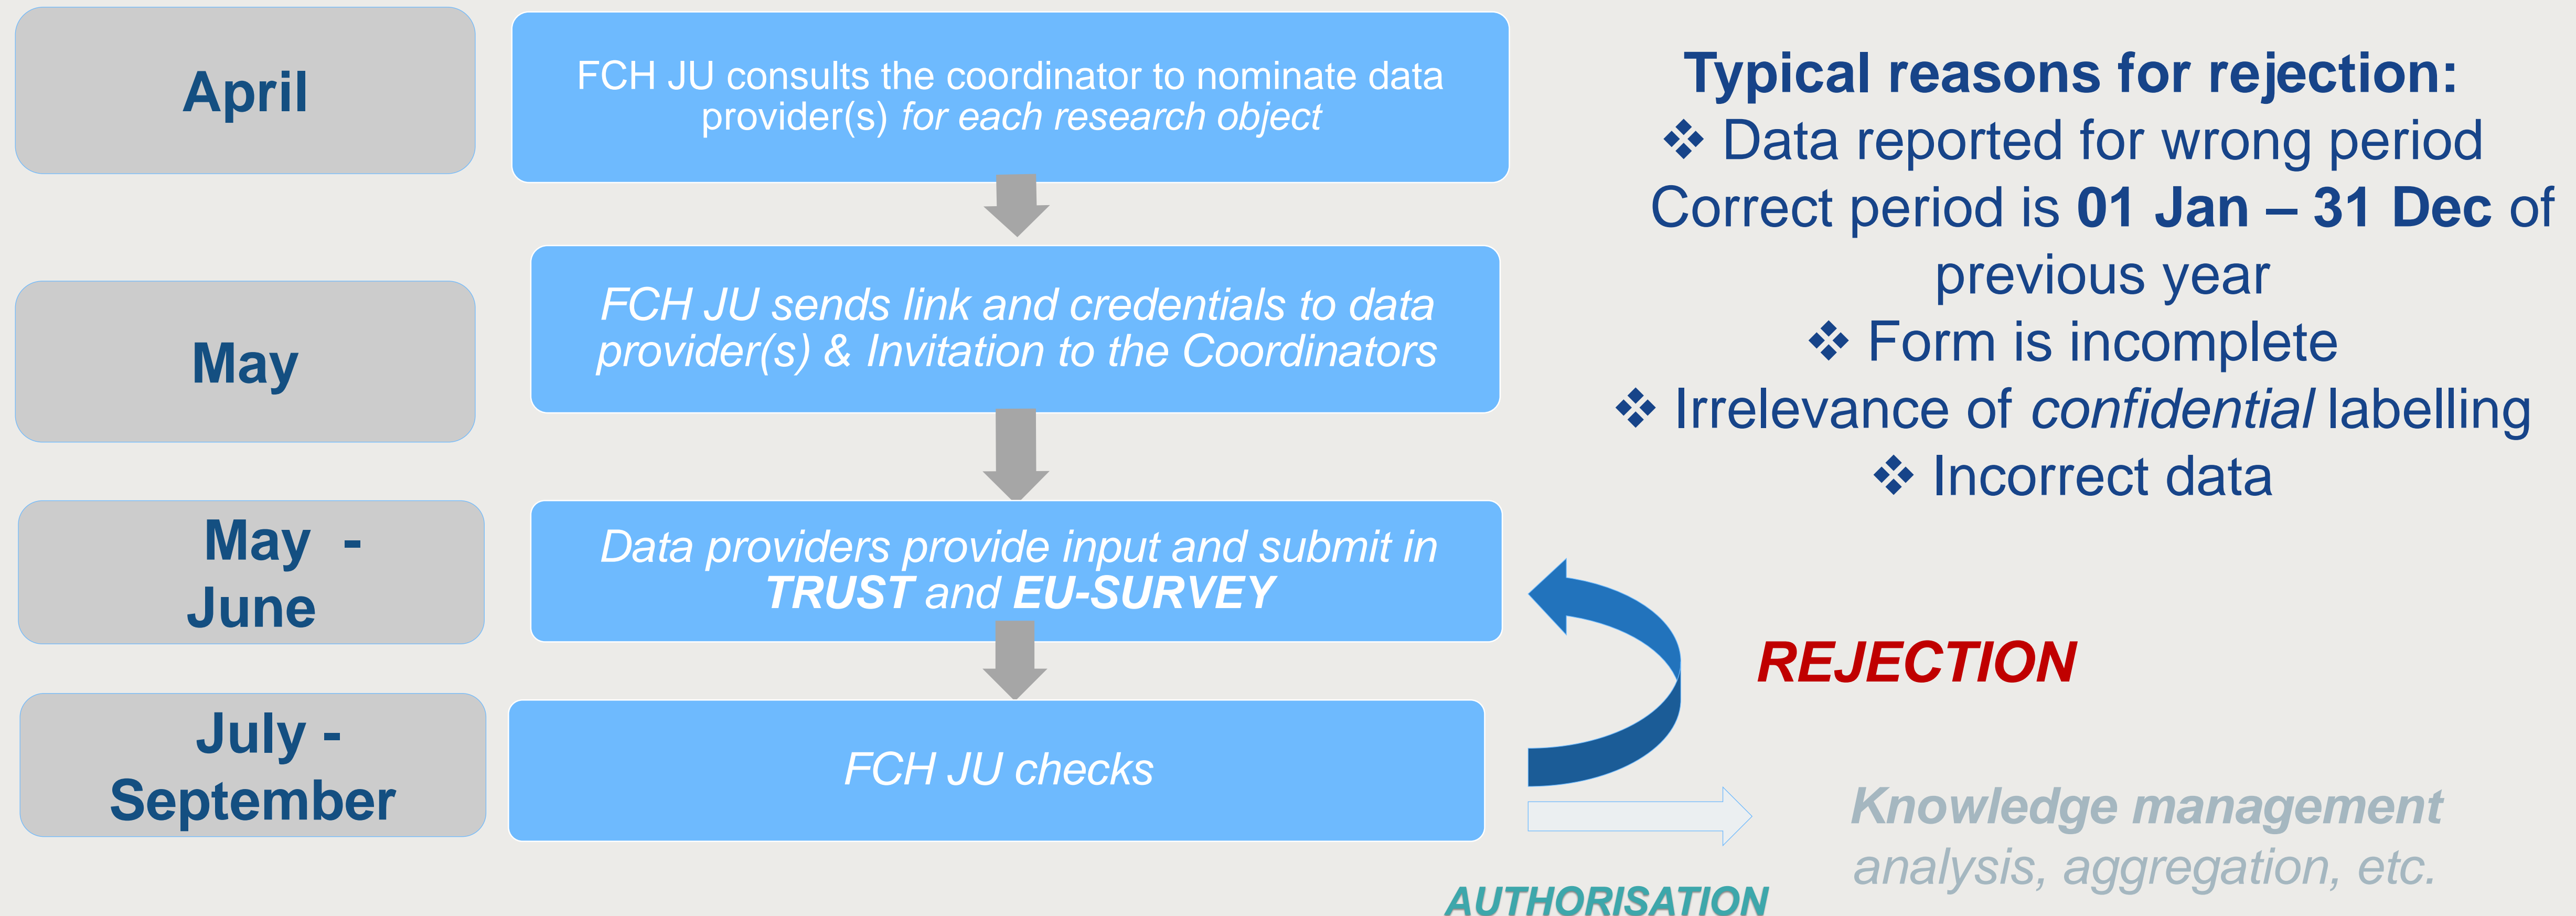 April
FCH JU consults the coordinator to nominate data
provider(s) for each research object
May
FCH JU sends link and credentials to data
provider(s) & Invitation to the Coordinators
May -
June
Data providers provide input and submit in
TRUST and EU-SURVEY
July -
September
FCH JU checks
Typical reasons for rejection:
❖ Data reported for wrong period
Correct period is 01 Jan – 31 Dec of
previous year
❖ Form is incomplete
❖ Irrelevance of confidential labelling
❖ Incorrect data
REJECTION
Knowledge management
analysis, aggregation, etc.
AUTHORISATION